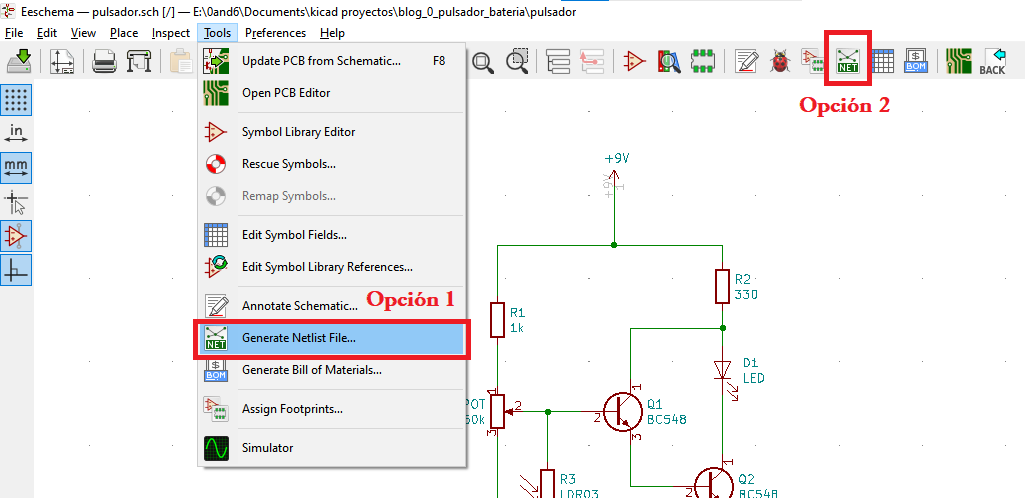 Eeschema — pulsador.sch [/] — E:\0and6\Documents\kicad proyectos\blog_0_pulsador_bateria\pulsador
File Edit View Place Inspect Tools Preferences Help
Update PCB from Schematic... F8
Open PCB Editor
Symbol Library Editor
Rescue Symbols...
Remap Symbols...
Edit Symbol Fields...
Edit Symbol Library References...
Annotate Schematic...
Generate Netlist File...
Generate Bill of Materials...
Assign Footprints...
Simulator
in
mm
NET
BOM
NET
BOM
BACK
Opción 1
Opción 2
+9V
+9V
1
R2
330
R1
1k
D1
LED
POT
1
2
3
Q1
BC548
1
2
3
R3
LDR03
Q2
BC548
1
2